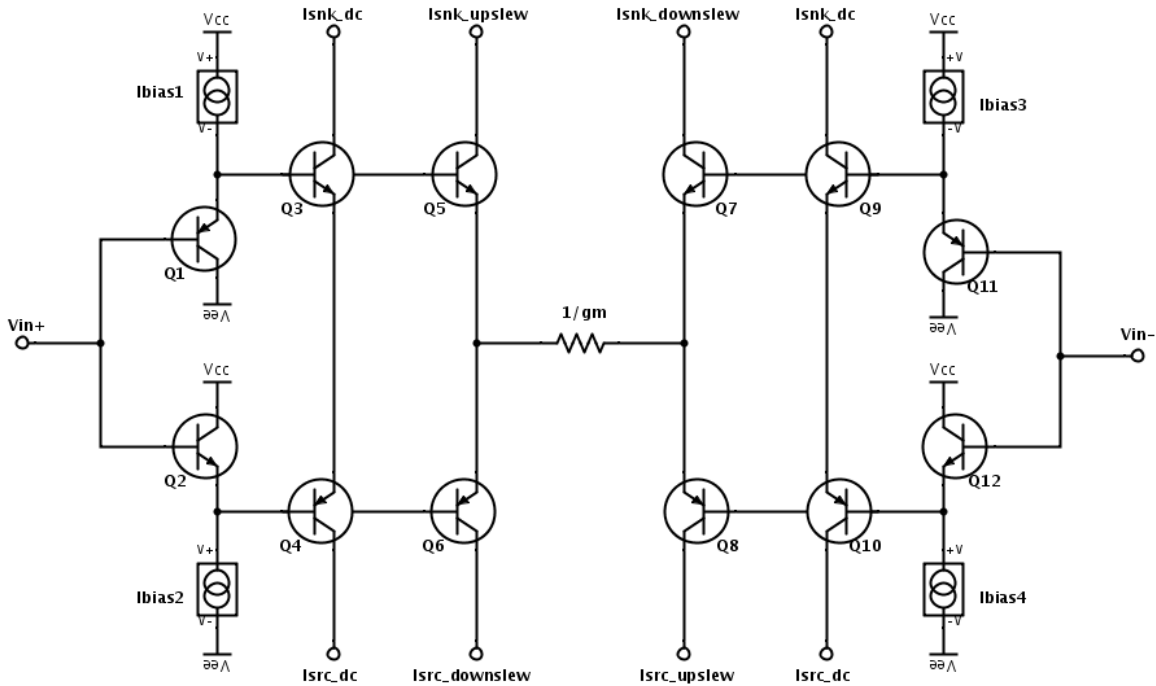 Isnk_dc
Isnk_upslew
Isnk_downslew
Isnk_dc
Vcc
Vcc
V+
+V
Ibias1
Ibias3
V-
-V
Q3
Q5
Q7
Q9
Q1
Q11
Vee
Vee
1/gm
Vin+
Vin-
Vcc
Vcc
Q2
Q12
Q4
Q6
Q8
Q10
V+
+V
Ibias2
Ibias4
V-
-V
Vee
Vee
Isrc_dc
Isrc_downslew
Isrc_upslew
Isrc_dc